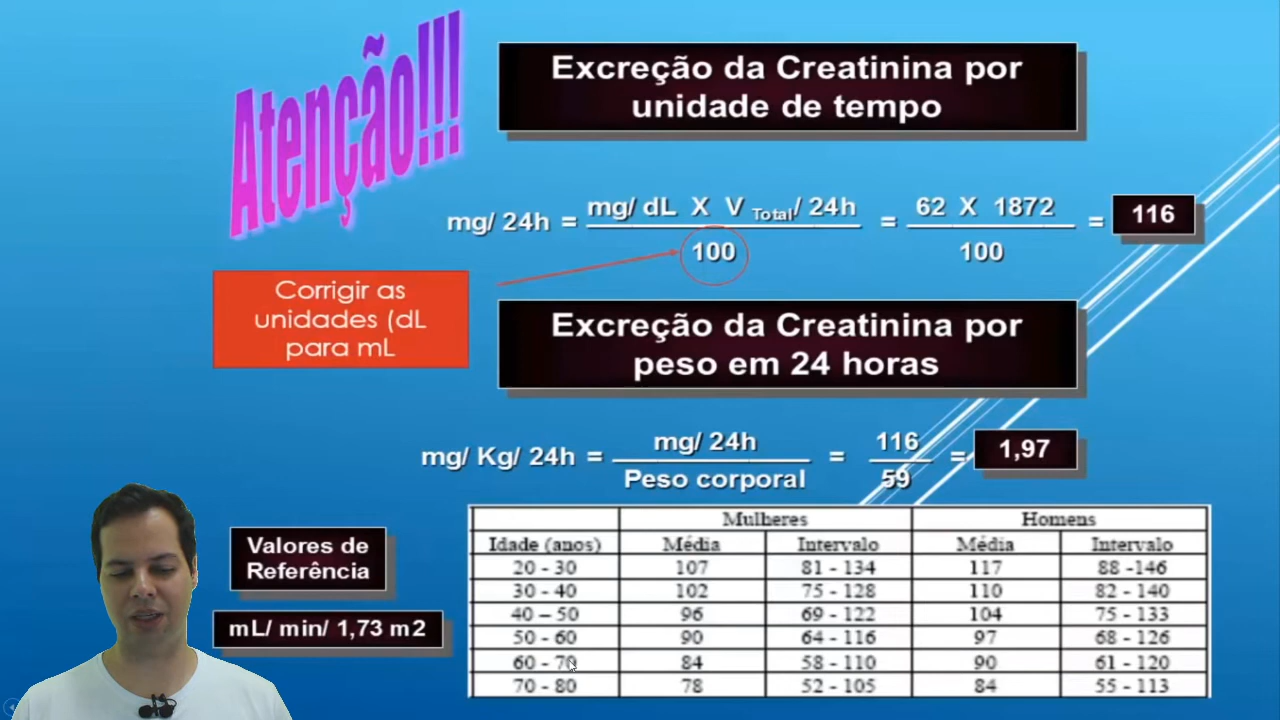 Atenção!!!
Excreção da Creatinina por
unidade de tempo
mg/ 24h = mg/ dL X V Total/ 24h = 62 X 1872 = 116
100 100
Corrigir as
unidades (dL
para mL
Excreção da Creatinina por
peso em 24 horas
mg/ Kg/ 24h = mg/ 24h = 116 = 1,97
Peso corporal 59
Valores de
Referência
mL/ min/ 1,73 m2
Mulheres Homens
Idade (anos) Média Intervalo Média Intervalo
20 - 30 107 81 - 134 117 88 -146
30 - 40 102 75 - 128 110 82 - 140
40 – 50 96 69 - 122 104 75 - 133
50 - 60 90 64 - 116 97 68 - 126
60 - 70 84 58 - 110 90 61 - 120
70 - 80 78 52 - 105 84 55 - 113